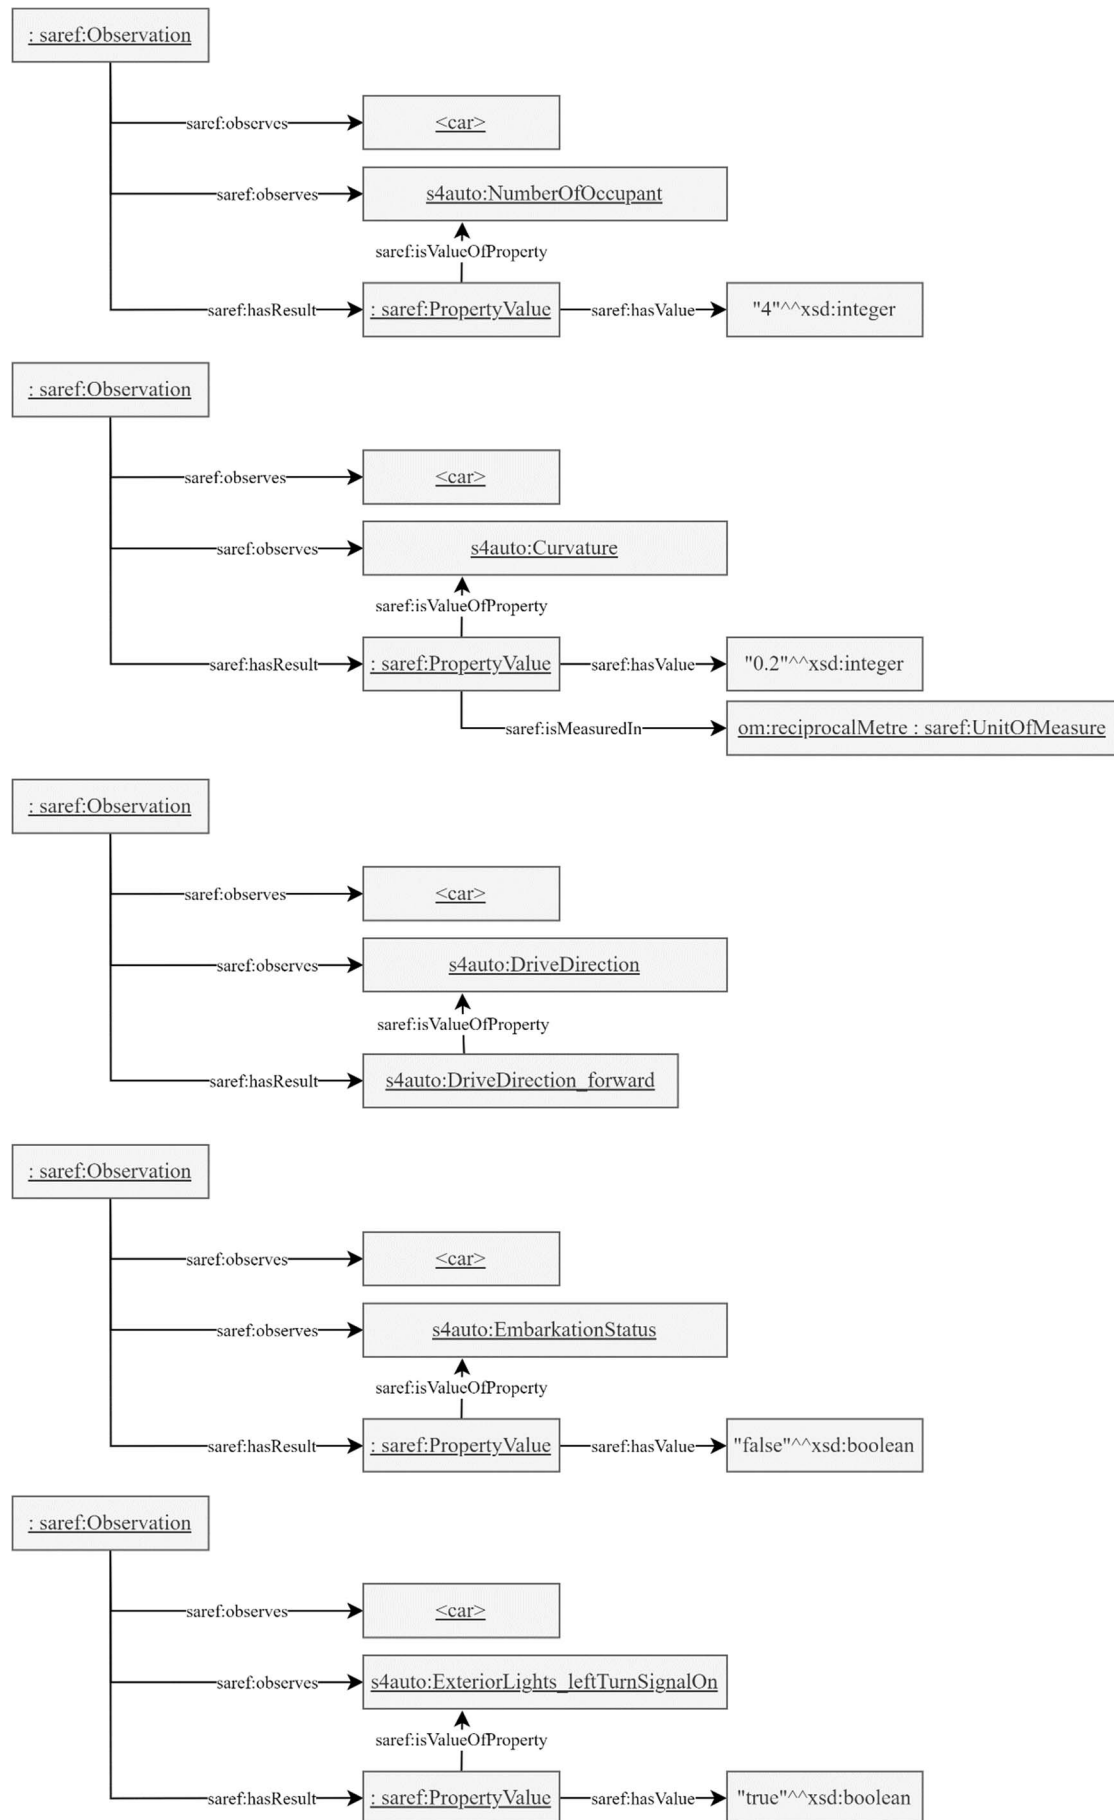 : saref:Observation
saref:observes
<car>
saref:observes
s4auto:NumberOfOccupant
saref:isValueOfProperty
saref:hasResult
: saref:PropertyValue
saref:hasValue
"4"^^xsd:integer
: saref:Observation
saref:observes
<car>
saref:observes
s4auto:Curvature
saref:isValueOfProperty
saref:hasResult
: saref:PropertyValue
saref:hasValue
"0.2"^^xsd:integer
saref:isMeasuredIn
om:reciprocalMetre : saref:UnitOfMeasure
: saref:Observation
saref:observes
<car>
saref:observes
s4auto:DriveDirection
saref:isValueOfProperty
saref:hasResult
s4auto:DriveDirection_forward
: saref:Observation
saref:observes
<car>
saref:observes
s4auto:EmbarkationStatus
saref:isValueOfProperty
saref:hasResult
: saref:PropertyValue
saref:hasValue
"false"^^xsd:boolean
: saref:Observation
saref:observes
<car>
saref:observes
s4auto:ExteriorLights_leftTurnSignalOn
saref:isValueOfProperty
saref:hasResult
: saref:PropertyValue
saref:hasValue
"true"^^xsd:boolean